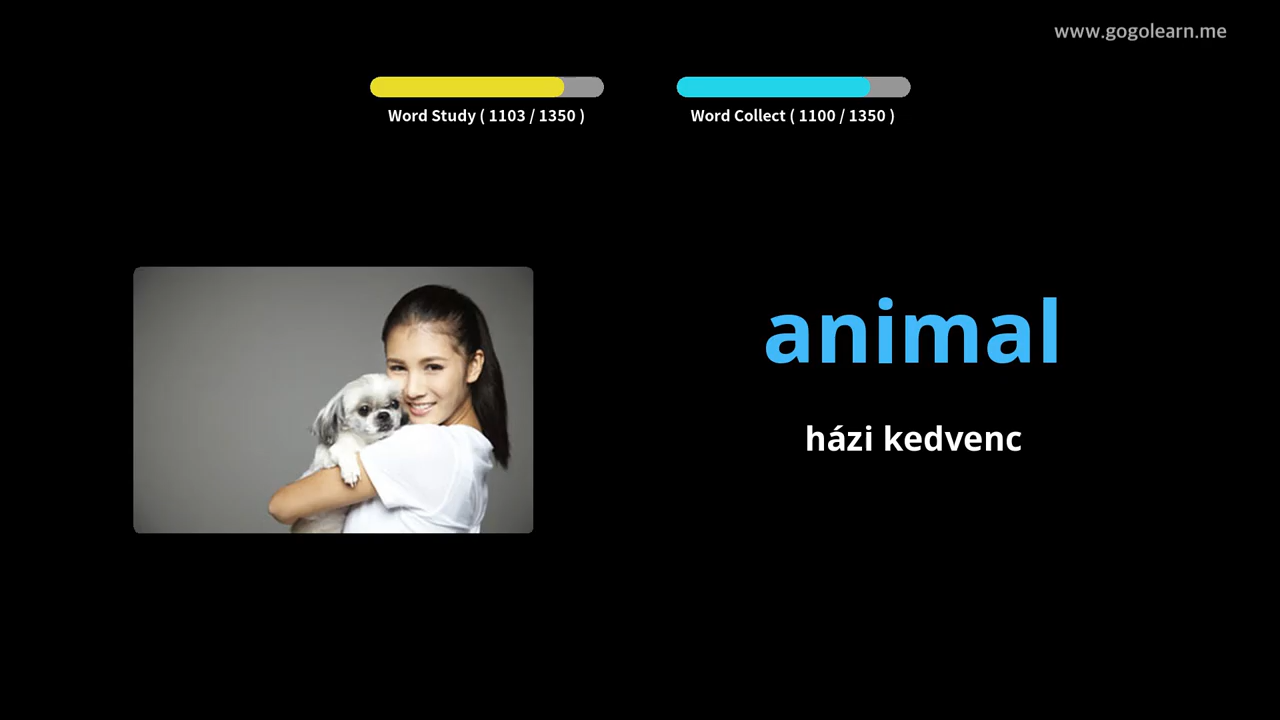 www.gogolearn.me
Word Study ( 1103 / 1350 )
Word Collect ( 1100 / 1350 )
animal
házi kedvenc